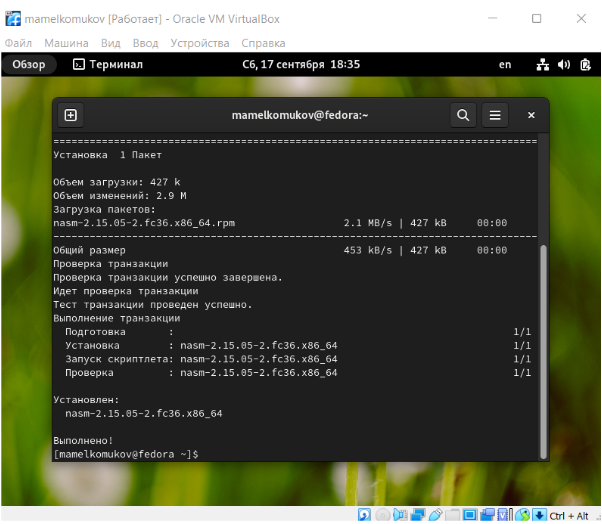 mamelkomukov [Работает] - Oracle VM VirtualBox
Файл Машина Вид Ввод Устройства Справка
Обзор Терминал Сб, 17 сентября 18:35 en
mamelkomukov@fedora:~
================================================================================
Установка 1 Пакет
Объем загрузки: 427 k
Объем изменений: 2.9 M
Загрузка пакетов:
nasm-2.15.05-2.fc36.x86_64.rpm 2.1 MB/s | 427 kB 00:00
--------------------------------------------------------------------------------
Общий размер 453 kB/s | 427 kB 00:00
Проверка транзакции
Проверка транзакции успешно завершена.
Идет проверка транзакции
Тест транзакции проведен успешно.
Выполнение транзакции
Подготовка : 1/1
Установка : nasm-2.15.05-2.fc36.x86_64 1/1
Запуск скриптлета: nasm-2.15.05-2.fc36.x86_64 1/1
Проверка : nasm-2.15.05-2.fc36.x86_64 1/1
Установлен:
nasm-2.15.05-2.fc36.x86_64
Выполнено!
[mamelkomukov@fedora ~]$
Ctrl + Alt